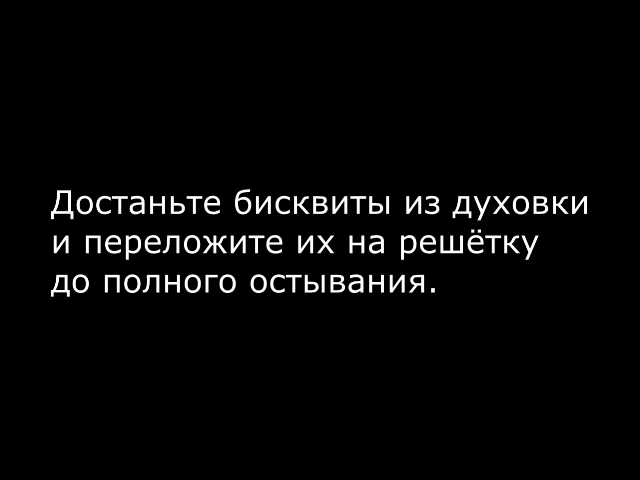 Достаньте бисквиты из духовки
и переложите их на решётку
до полного остывания.